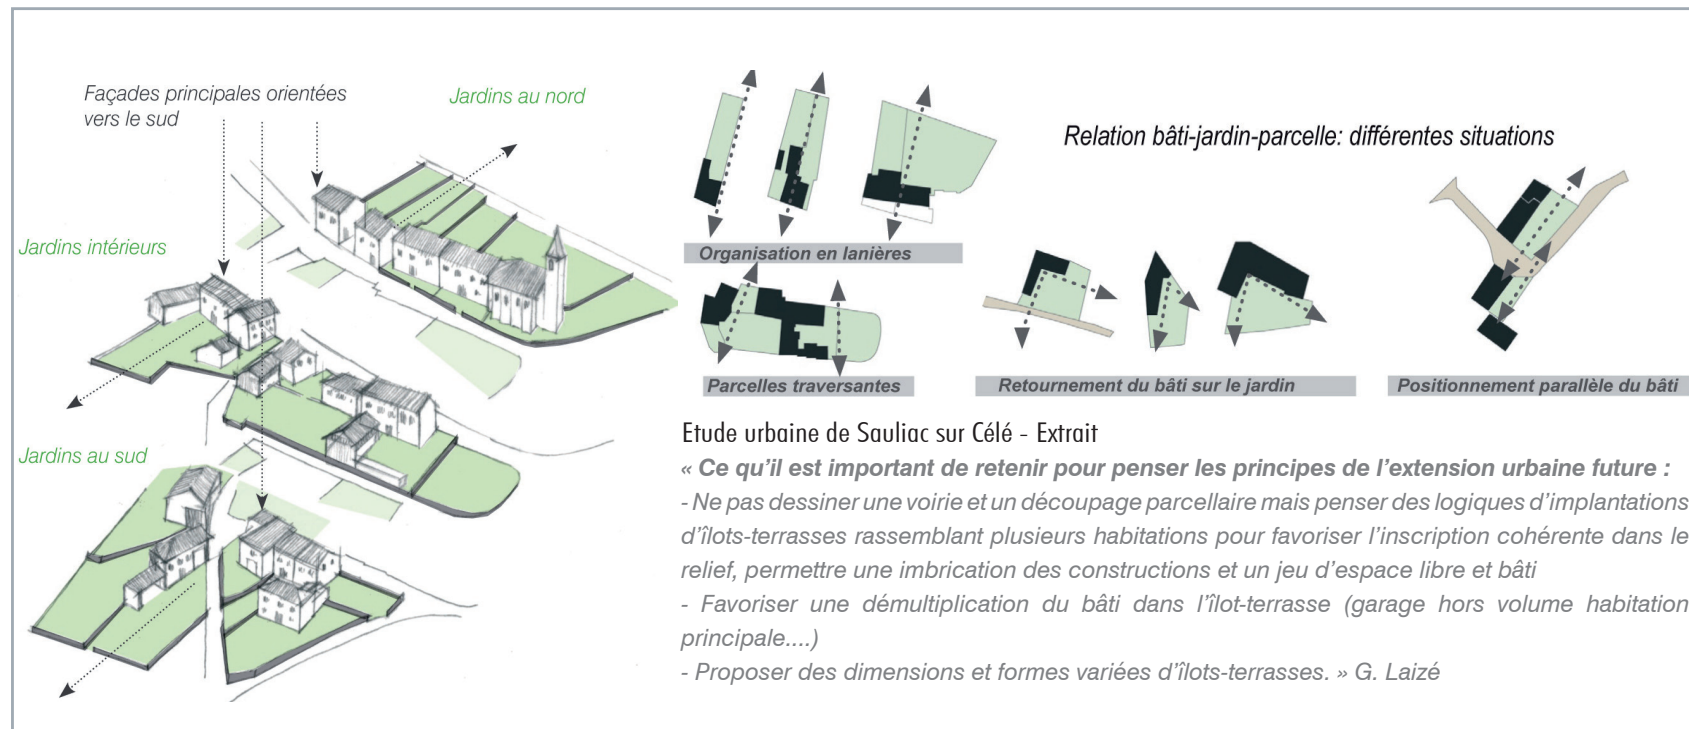 Façades principales orientées
vers le sud
Jardins au nord
Jardins intérieurs
Jardins au sud
Relation bâti-jardin-parcelle: différentes situations
Organisation en lanières
Parcelles traversantes
Retournement du bâti sur le jardin
Positionnement parallèle du bâti
Etude urbaine de Sauliac sur Célé - Extrait
« Ce qu’il est important de retenir pour penser les principes de l’extension urbaine future :
- Ne pas dessiner une voirie et un découpage parcellaire mais penser des logiques d’implantations
d’îlots-terrasses rassemblant plusieurs habitations pour favoriser l’inscription cohérente dans le
relief, permettre une imbrication des constructions et un jeu d’espace libre et bâti
- Favoriser une démultiplication du bâti dans l’îlot-terrasse (garage hors volume habitation
principale....)
- Proposer des dimensions et formes variées d’îlots-terrasses. » G. Laizé